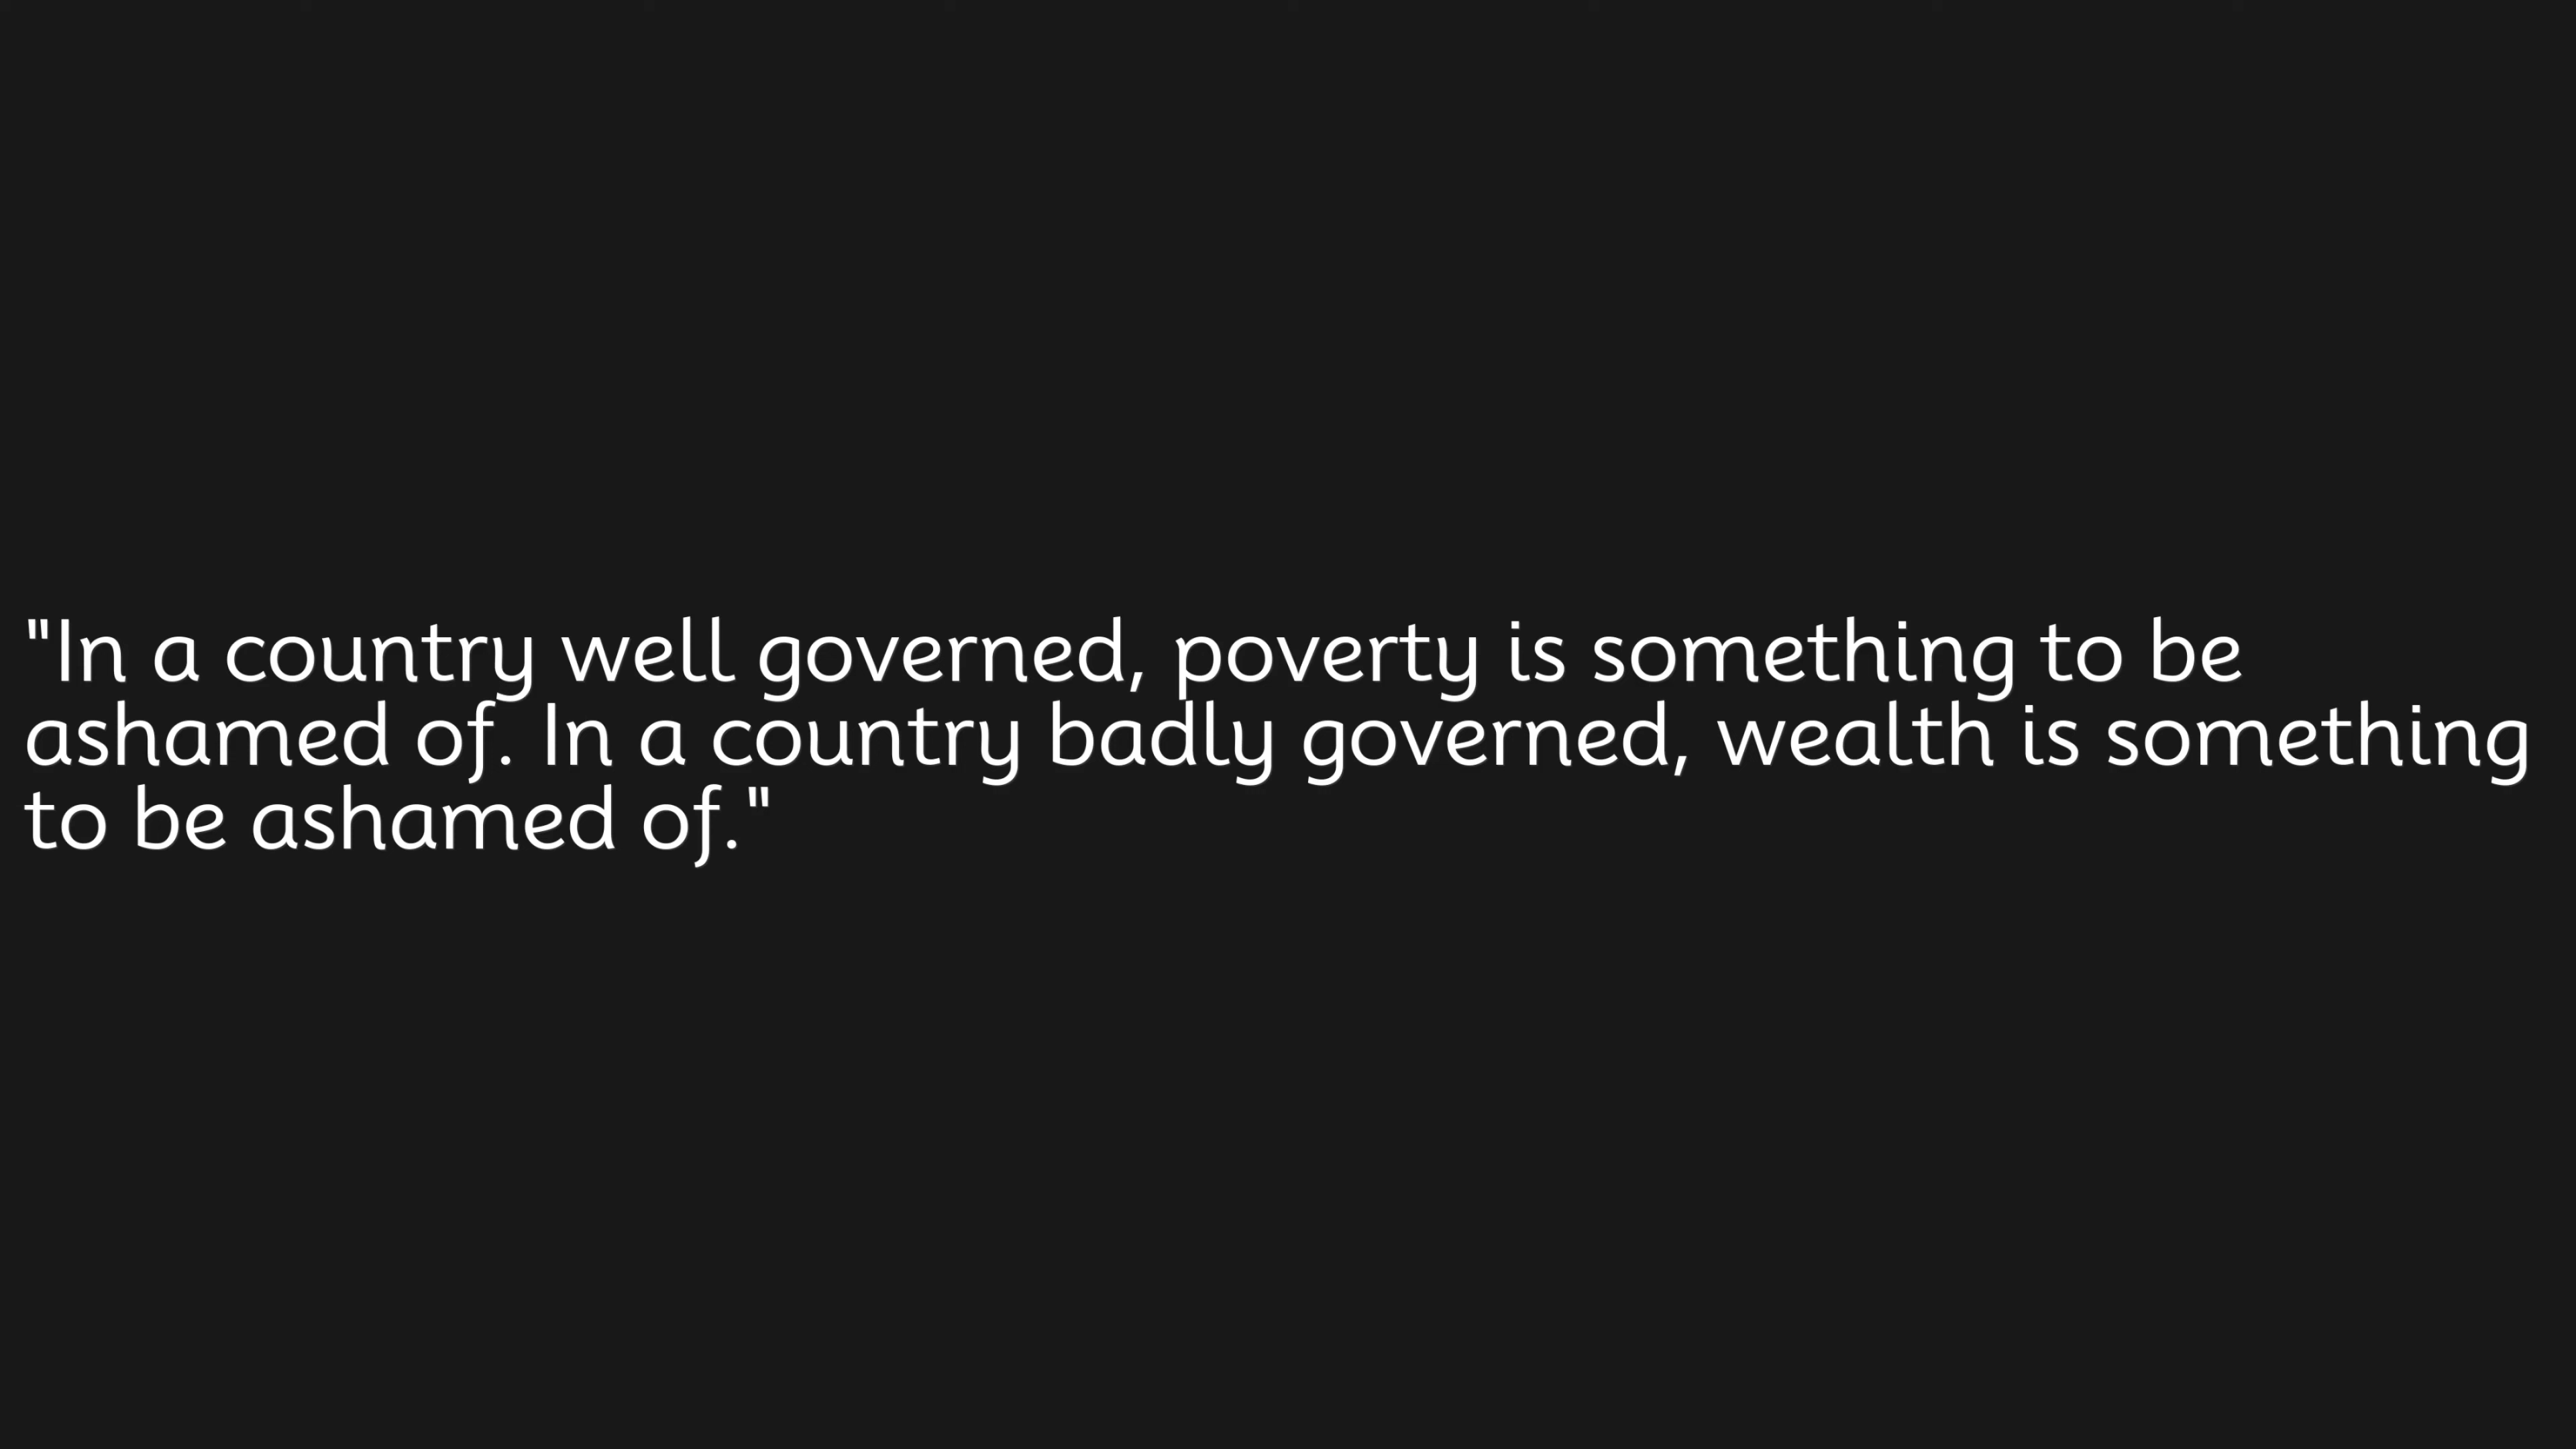 "In a country well governed, poverty is something to be
ashamed of. In a country badly governed, wealth is something
to be ashamed of."